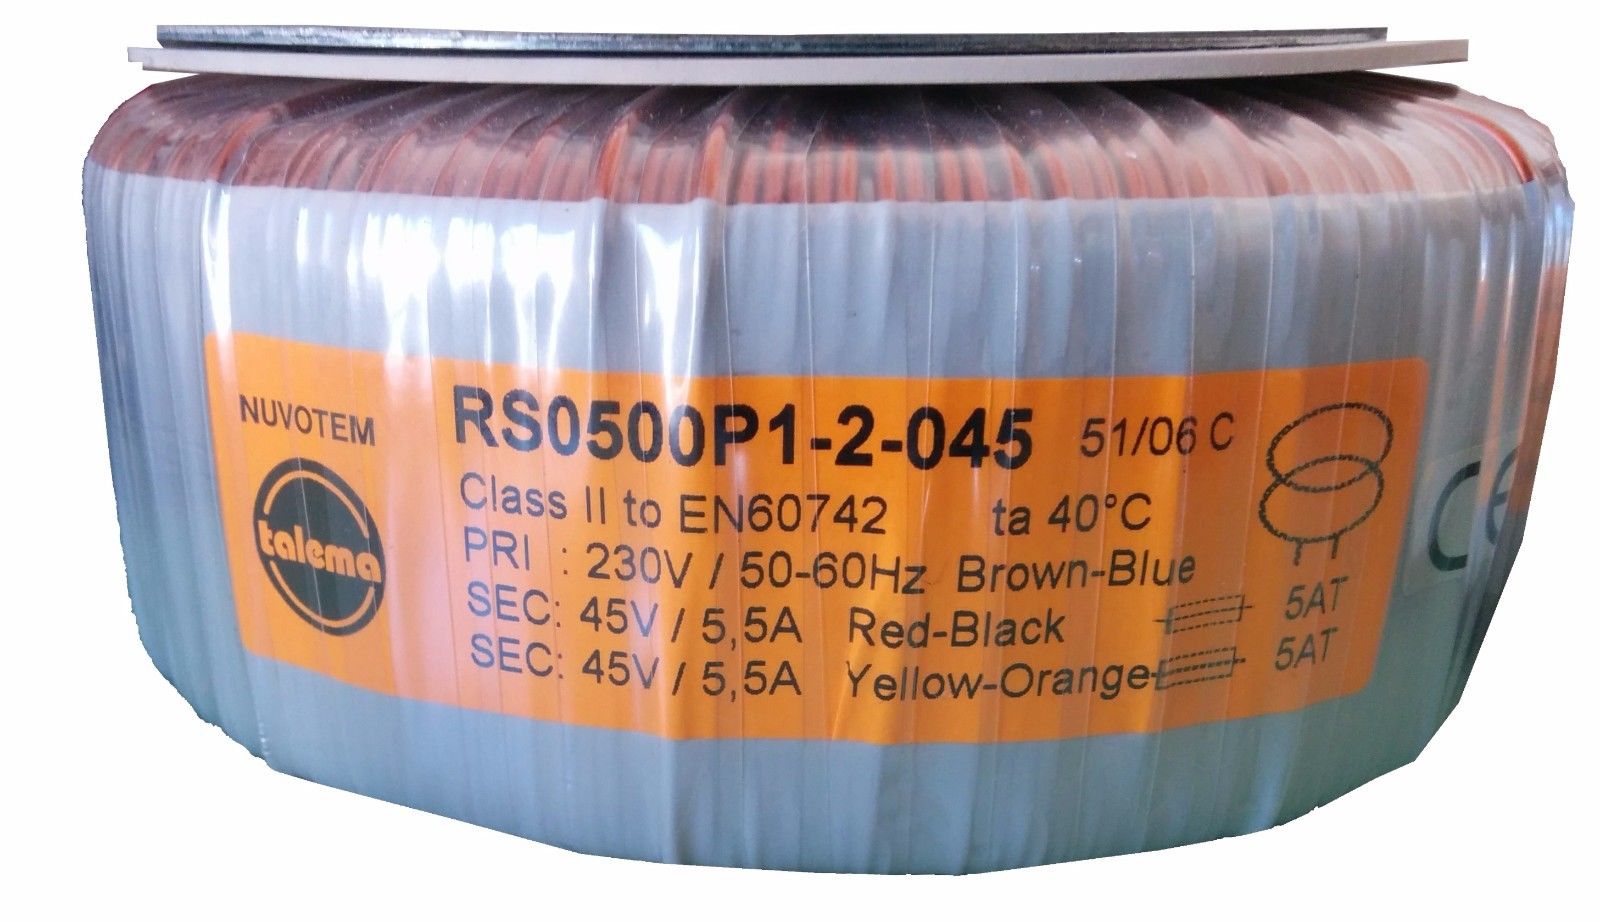 NUVOTEM
talema
RS0500P1-2-045 51/06 C
Class II to EN60742 ta 40°C
PRI : 230V / 50-60Hz Brown-Blue
SEC: 45V / 5,5A Red-Black 5AT
SEC: 45V / 5,5A Yellow-Orange 5AT
CE